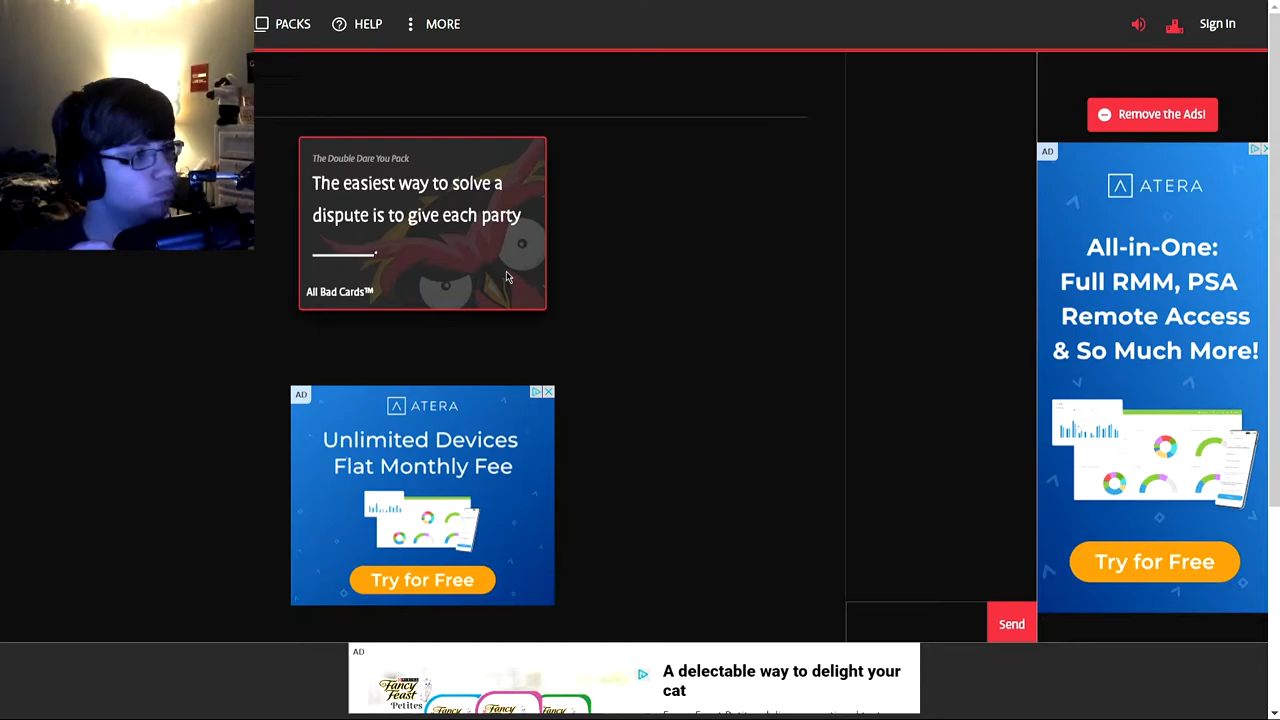 PACKS
HELP
MORE
Sign In
The Double Dare You Pack
The easiest way to solve a
dispute is to give each party
______.
All Bad Cards™
Remove the Ads!
AD
ATERA
All-in-One:
Full RMM, PSA
Remote Access
& So Much More!
Try for Free
AD
ATERA
Unlimited Devices
Flat Monthly Fee
Try for Free
Send
AD
PURINA
Fancy
Feast
Petites
A delectable way to delight your
cat